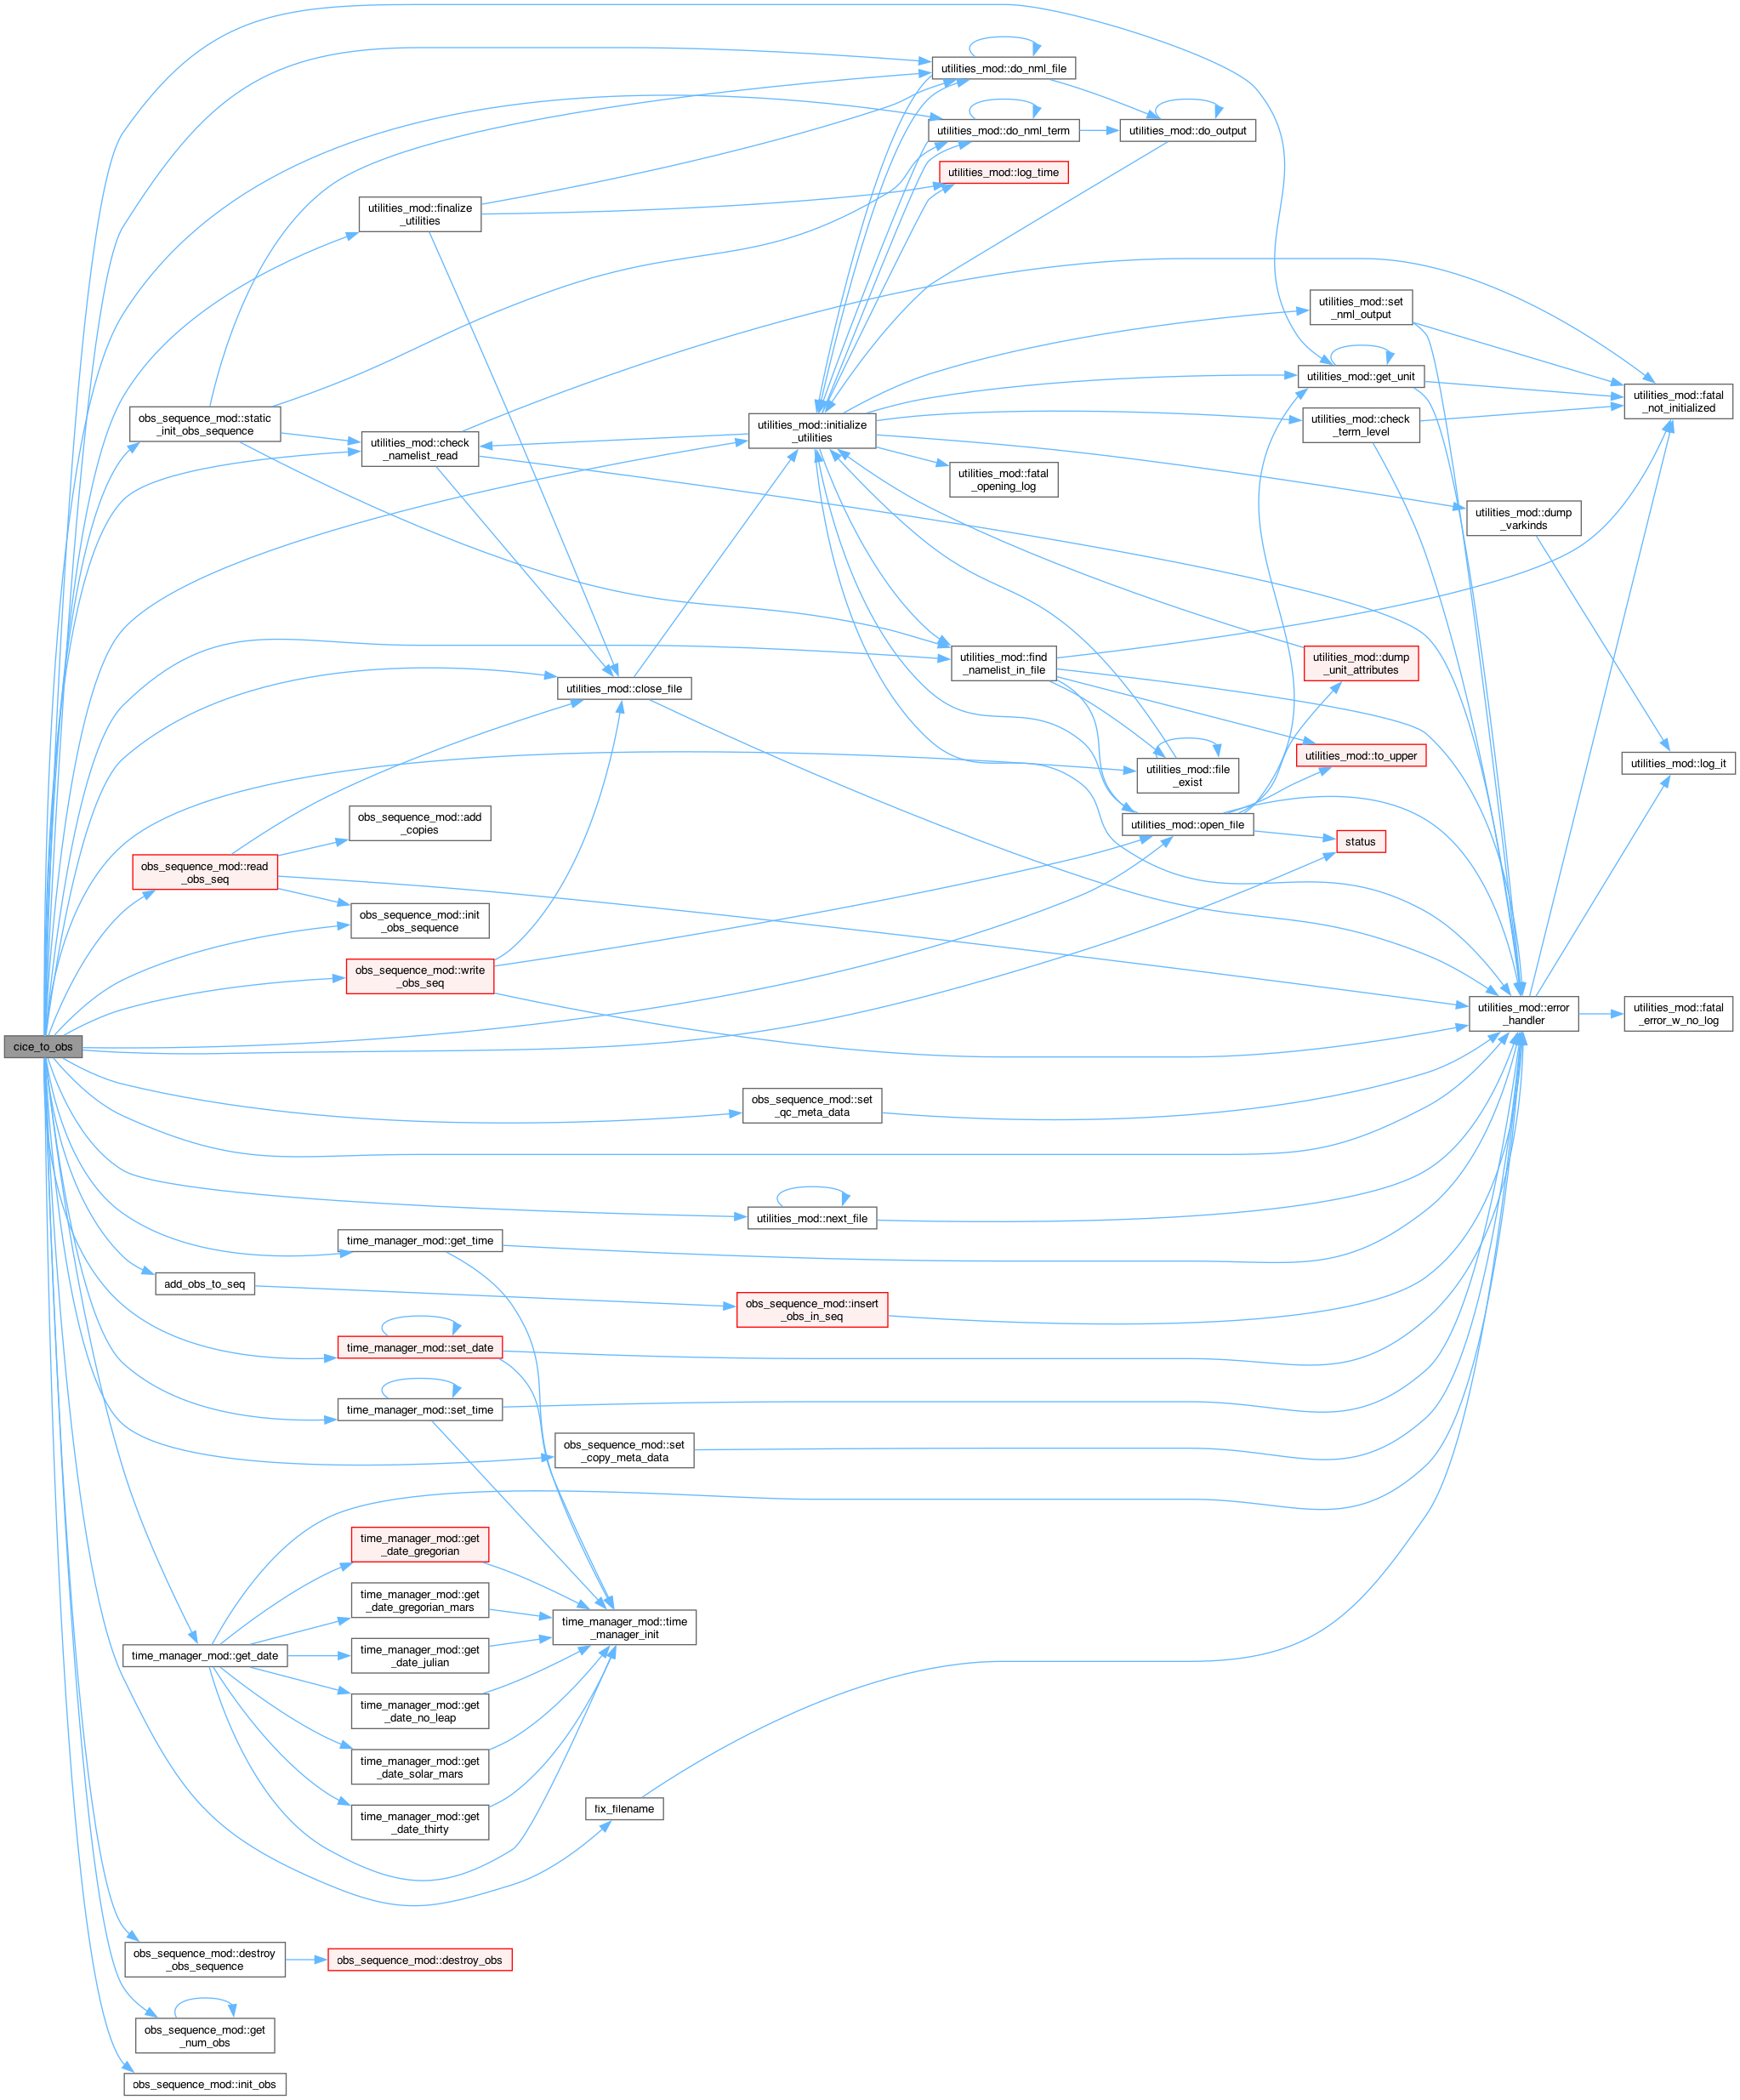 utilities_mod::do_nml_file
utilities_mod::do_nml_term
utilities_mod::do_output
utilities_mod::log_time
utilities_mod::finalize
_utilities
utilities_mod::set
_nml_output
utilities_mod::get_unit
utilities_mod::fatal
_not_initialized
obs_sequence_mod::static
_init_obs_sequence
utilities_mod::check
_namelist_read
utilities_mod::initialize
_utilities
utilities_mod::check
_term_level
utilities_mod::fatal
_opening_log
utilities_mod::dump
_varkinds
utilities_mod::find
_namelist_in_file
utilities_mod::dump
_unit_attributes
utilities_mod::close_file
utilities_mod::to_upper
utilities_mod::file
_exist
utilities_mod::log_it
obs_sequence_mod::add
_copies
utilities_mod::open_file
status
obs_sequence_mod::read
_obs_seq
obs_sequence_mod::init
_obs_sequence
obs_sequence_mod::write
_obs_seq
utilities_mod::error
_handler
utilities_mod::fatal
_error_w_no_log
cice_to_obs
obs_sequence_mod::set
_qc_meta_data
utilities_mod::next_file
time_manager_mod::get_time
add_obs_to_seq
obs_sequence_mod::insert
_obs_in_seq
time_manager_mod::set_date
time_manager_mod::set_time
obs_sequence_mod::set
_copy_meta_data
time_manager_mod::get
_date_gregorian
time_manager_mod::get
_date_gregorian_mars
time_manager_mod::time
_manager_init
time_manager_mod::get_date
time_manager_mod::get
_date_julian
time_manager_mod::get
_date_no_leap
time_manager_mod::get
_date_solar_mars
time_manager_mod::get
_date_thirty
fix_filename
obs_sequence_mod::destroy
_obs_sequence
obs_sequence_mod::destroy_obs
obs_sequence_mod::get
_num_obs
obs_sequence_mod::init_obs